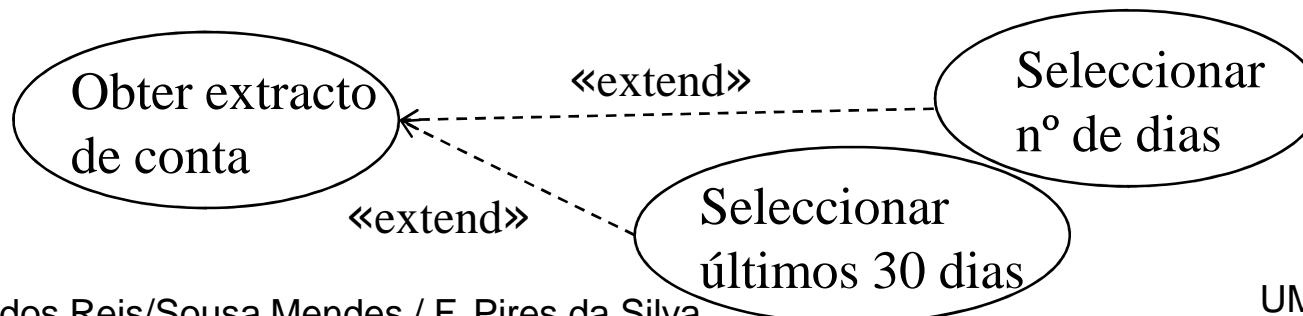 Obter extracto
de conta
«extend»
Seleccionar
nº de dias
«extend»
Seleccionar
últimos 30 dias
dos Reis/Sousa Mendes / F. Pires da Silva
UM